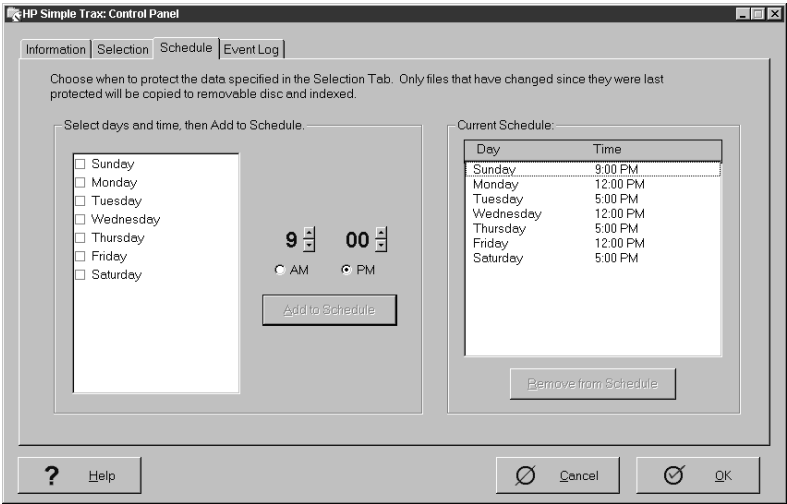 HP Simple Trax: Control Panel
Information Selection Schedule Event Log
Choose when to protect the data specified in the Selection Tab. Only files that have changed since they were last
protected will be copied to removable disc and indexed.
Select days and time, then Add to Schedule.
Sunday
Monday
Tuesday
Wednesday
Thursday
Friday
Saturday
9 00
AM PM
Add to Schedule
Current Schedule:
Day Time
Sunday 9:00 PM
Monday 12:00 PM
Tuesday 5:00 PM
Wednesday 12:00 PM
Thursday 5:00 PM
Friday 12:00 PM
Saturday 5:00 PM
Remove from Schedule
? Help
Cancel
OK